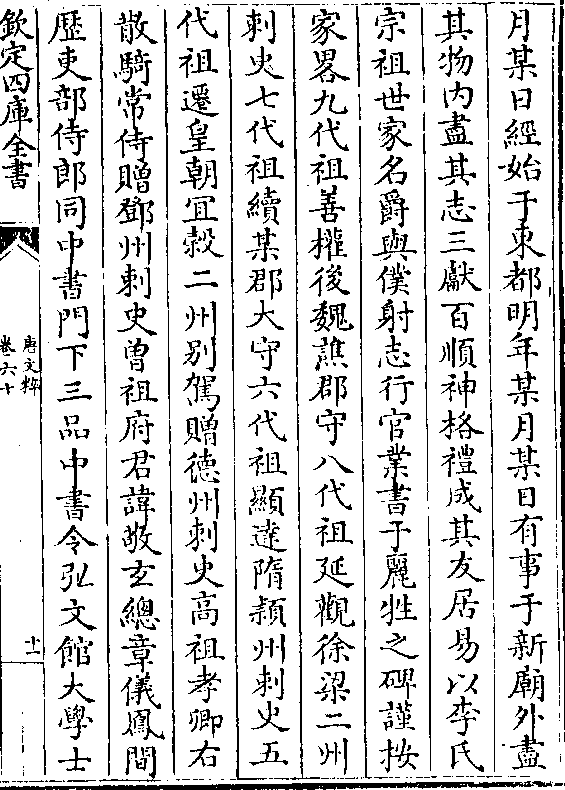 月某日經始于東都明年某月某日有事于新廟外盡
其物内盡其志三獻百順神格禮成其友居易以李氏
宗祖世家名爵與僕射志行官業書于麗牲之碑謹按
家畧九代祖善權後魏譙郡守八代祖延觀徐梁二州
刺史七代祖續某郡大守六代祖顯達隋潁州刺史五
代祖遷皇朝冝榖二州别駕贈德州刺史高祖孝卿右
散騎常侍贈鄧州刺史曾祖府君諱敬玄總章儀鳳間
歴吏部侍郎同中書門下三品中書令弘文館大學士
欽定四庫全書
唐文粹
卷六十
十一